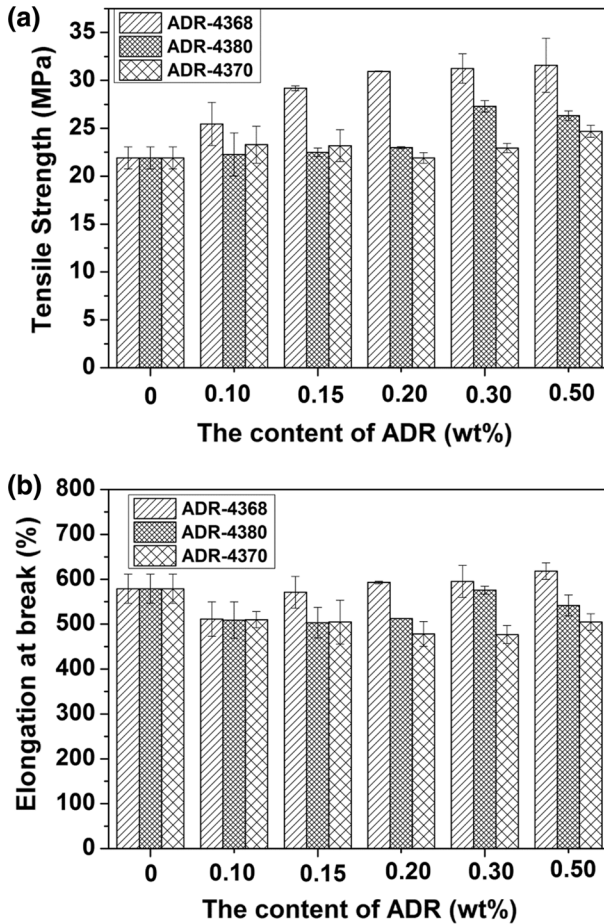 (a)
ADR-4368
ADR-4380
ADR-4370
Tensile Strength (MPa)
35
30
25
20
15
10
5
0
0 0.10 0.15 0.20 0.30 0.50
The content of ADR (wt%)
(b)
ADR-4368
ADR-4380
ADR-4370
Elongation at break (%)
800
700
600
500
400
300
200
100
0
0 0.10 0.15 0.20 0.30 0.50
The content of ADR (wt%)